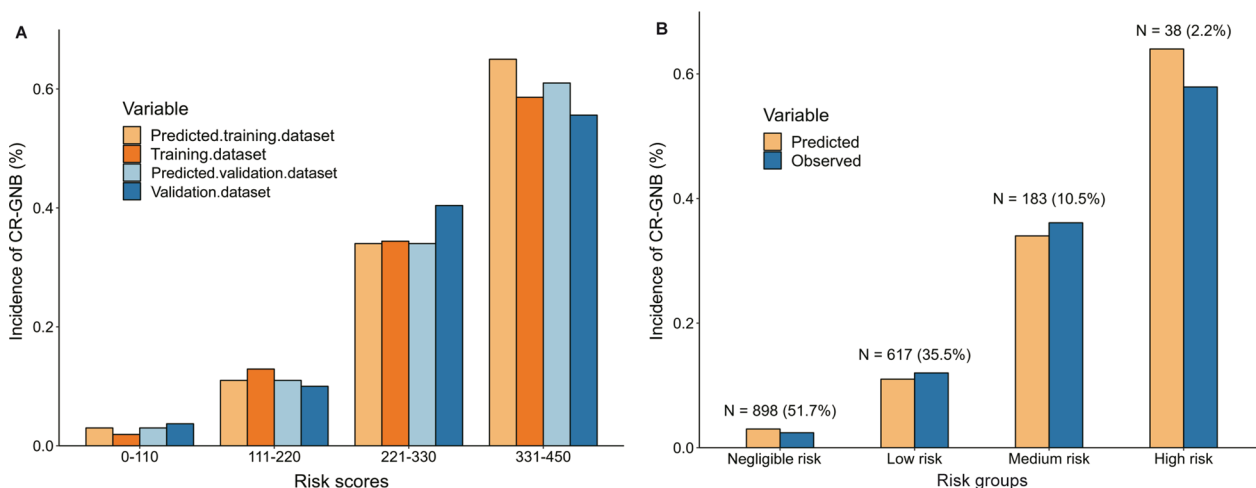 A
Incidence of CR-GNB (%)
0.6
0.4
0.2
0.0
Variable
Predicted.training.dataset
Training.dataset
Predicted.validation.dataset
Validation.dataset
0-110
111-220
221-330
331-450
Risk scores
B
Incidence of CR-GNB (%)
0.6
0.4
0.2
0.0
Variable
Predicted
Observed
N = 898 (51.7%)
N = 617 (35.5%)
N = 183 (10.5%)
N = 38 (2.2%)
Negligible risk
Low risk
Medium risk
High risk
Risk groups